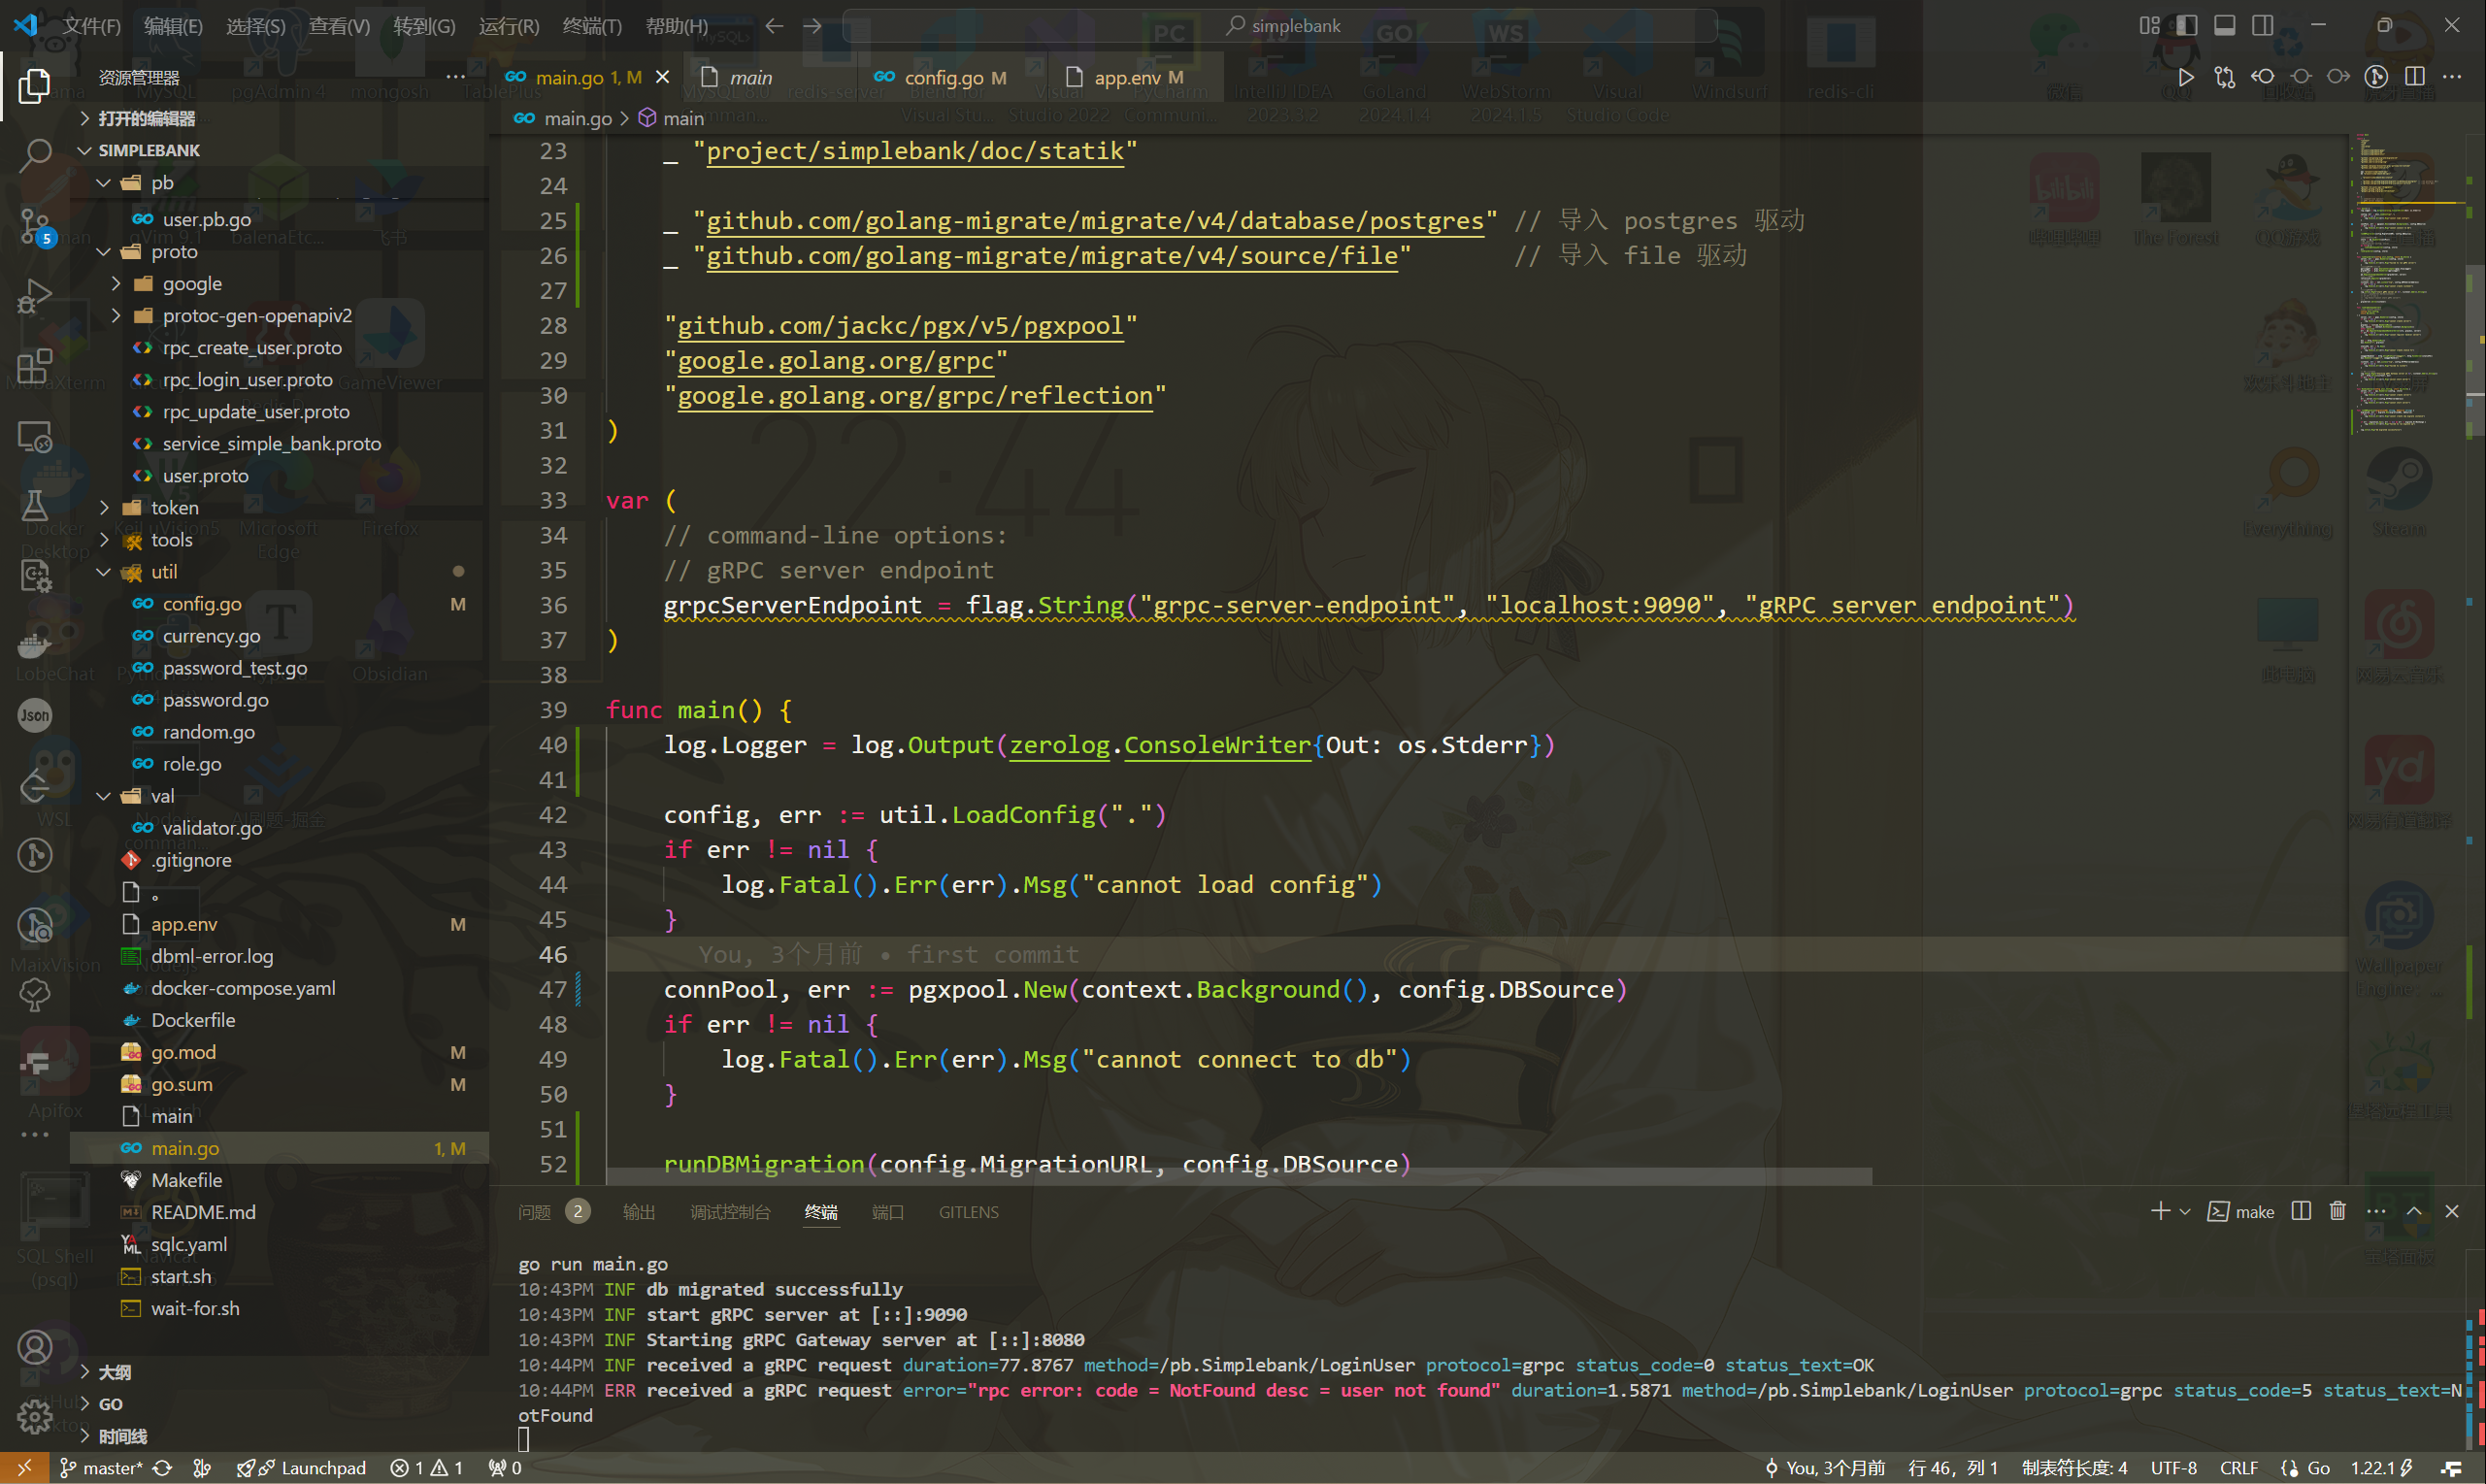 文件(F) 编辑(E) 选择(S) 查看(V) 转到(G) 运行(R) 终端(T) 帮助(H) simplebank
资源管理器
main.go 1, M main config.go M app.env M
打开的编辑器
main.go > main
SIMPLEBANK
pb
user.pb.go
proto
google
protoc-gen-openapiv2
rpc_create_user.proto
rpc_login_user.proto
rpc_update_user.proto
service_simple_bank.proto
user.proto
token
tools
util
config.go M
currency.go
password_test.go
password.go
random.go
role.go
val
validator.go
.gitignore
。
app.env M
dbml-error.log
docker-compose.yaml
Dockerfile
go.mod M
go.sum M
main
main.go 1, M
Makefile
README.md
sqlc.yaml
start.sh
wait-for.sh
大纲
GO
时间线
23 _ "project/simplebank/doc/statik"
24
25 _ "github.com/golang-migrate/migrate/v4/database/postgres" // 导入 postgres 驱动
26 _ "github.com/golang-migrate/migrate/v4/source/file" // 导入 file 驱动
27
28 "github.com/jackc/pgx/v5/pgxpool"
29 "google.golang.org/grpc"
30 "google.golang.org/grpc/reflection"
31 )
32
33 var (
34 // command-line options:
35 // gRPC server endpoint
36 grpcServerEndpoint = flag.String("grpc-server-endpoint", "localhost:9090", "gRPC server endpoint")
37 )
38
39 func main() {
40 log.Logger = log.Output(zerolog.ConsoleWriter{Out: os.Stderr})
41
42 config, err := util.LoadConfig(".")
43 if err != nil {
44 log.Fatal().Err(err).Msg("cannot load config")
45 }
46 You, 3个月前 • first commit
47 connPool, err := pgxpool.New(context.Background(), config.DBSource)
48 if err != nil {
49 log.Fatal().Err(err).Msg("cannot connect to db")
50 }
51
52 runDBMigration(config.MigrationURL, config.DBSource)
问题 2 输出 调试控制台 终端 端口 GITLENS make
go run main.go
10:43PM INF db migrated successfully
10:43PM INF start gRPC server at [::]:9090
10:43PM INF Starting gRPC Gateway server at [::]:8080
10:44PM INF received a gRPC request duration=77.8767 method=/pb.Simplebank/LoginUser protocol=grpc status_code=0 status_text=OK
10:44PM ERR received a gRPC request error="rpc error: code = NotFound desc = user not found" duration=1.5871 method=/pb.Simplebank/LoginUser protocol=grpc status_code=5 status_text=N
otFound
master* Launchpad 1 1 0 You, 3个月前 行 46, 列 1 制表符长度: 4 UTF-8 CRLF Go 1.22.1
22:44